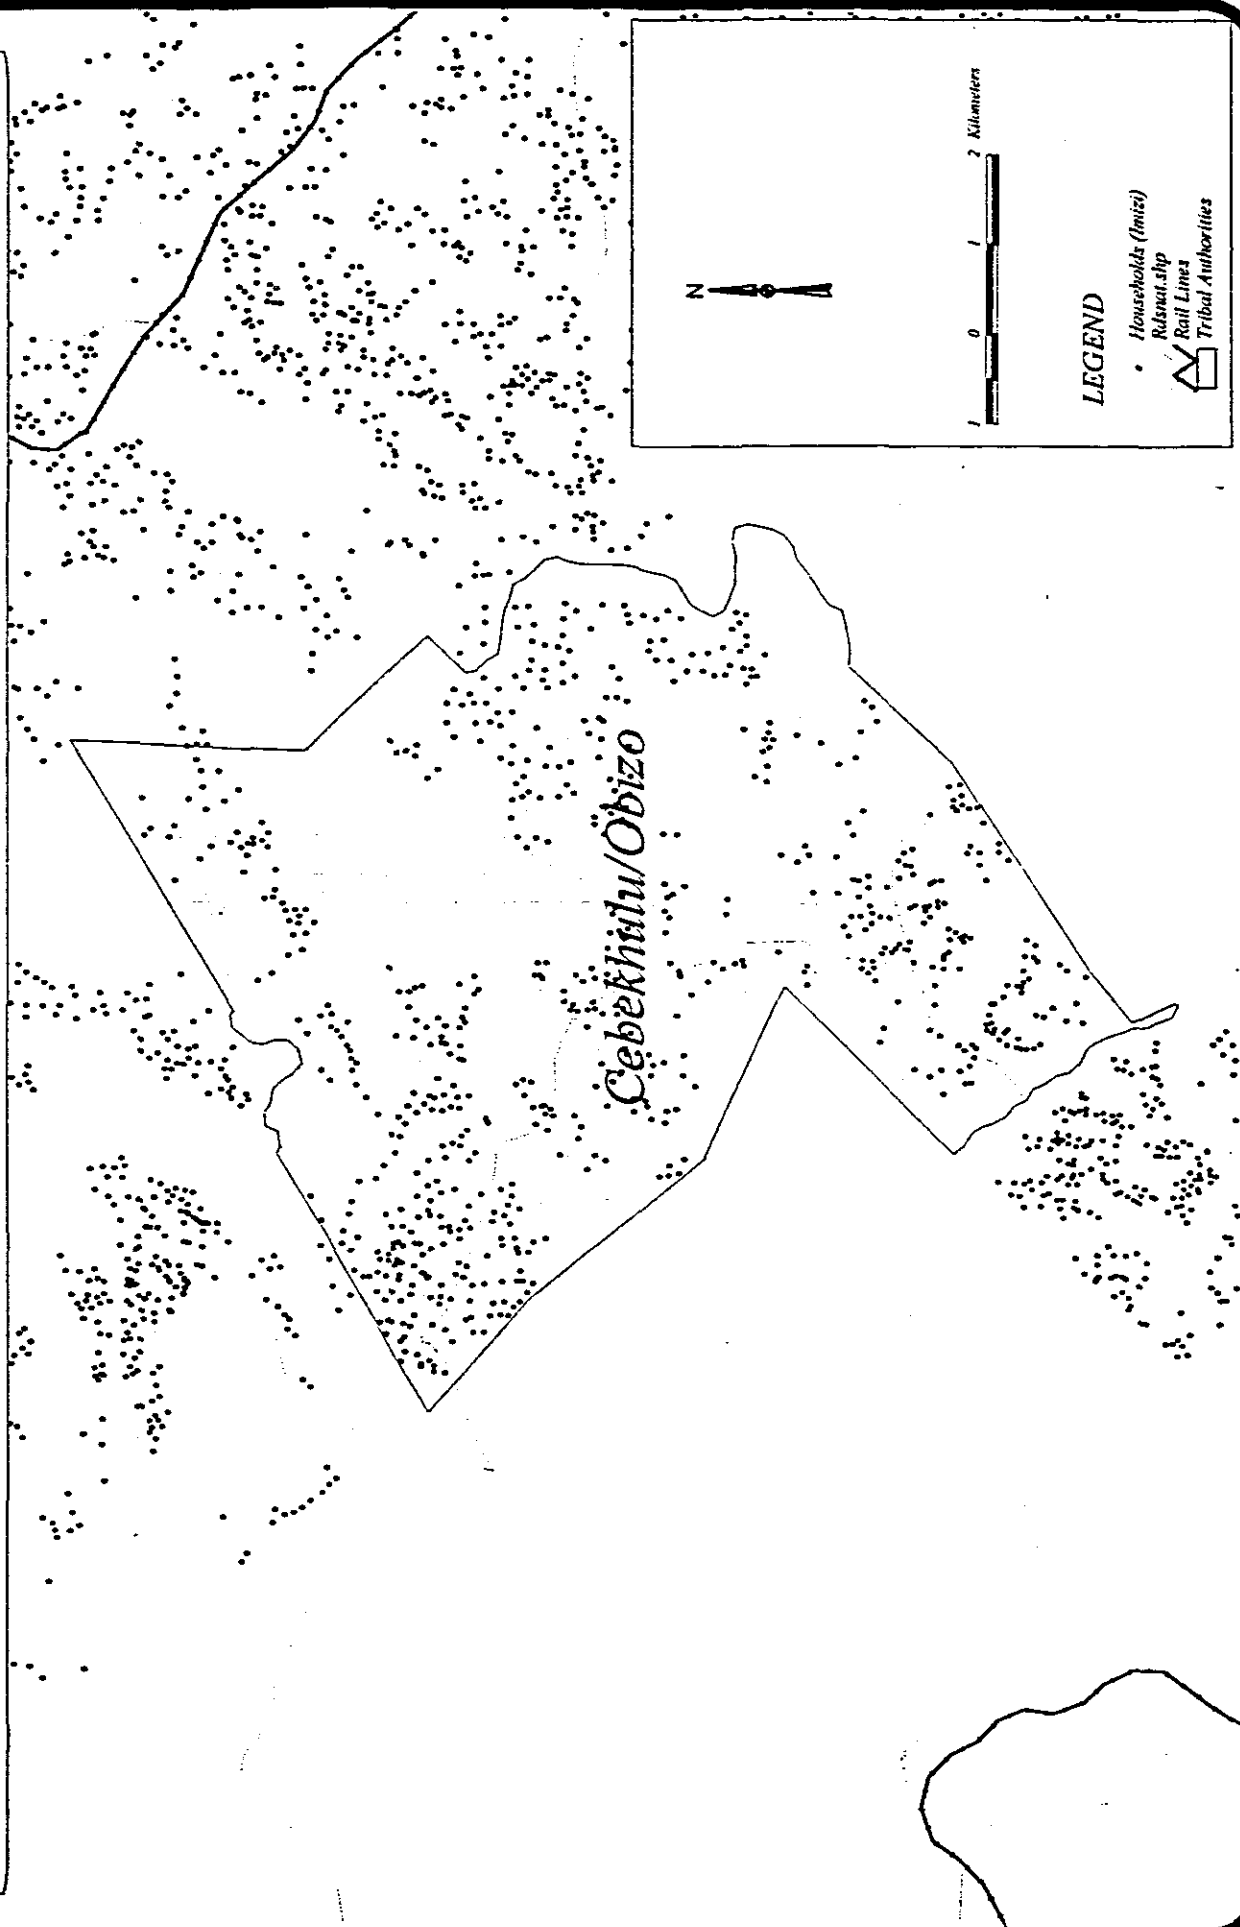 Cebekhulu/Obizo
N
1 0 1 2 Kilometers
LEGEND
Households (Imizi)
Rdsnat.shp
Rail Lines
Tribal Authorities